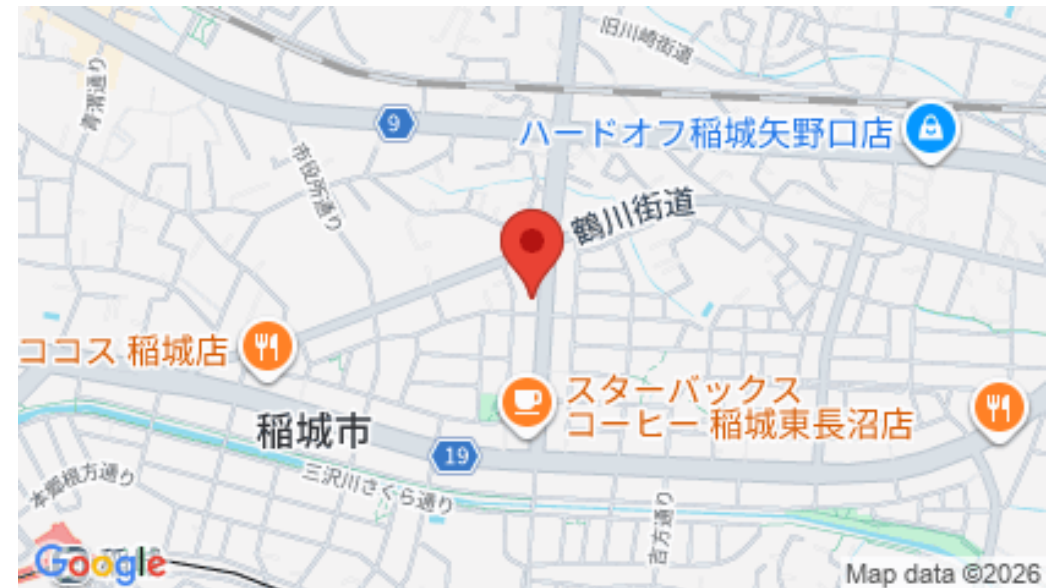 旧川崎街道
青渭通り
9
ハードオフ稲城矢野口店
市役所通り
鶴川街道
ココス 稲城店
スターバックス
コーヒー 稲城東長沼店
稲城市
19
三沢川さくら通り
本郷根方通り
吉方通り
Google
Map data ©2026